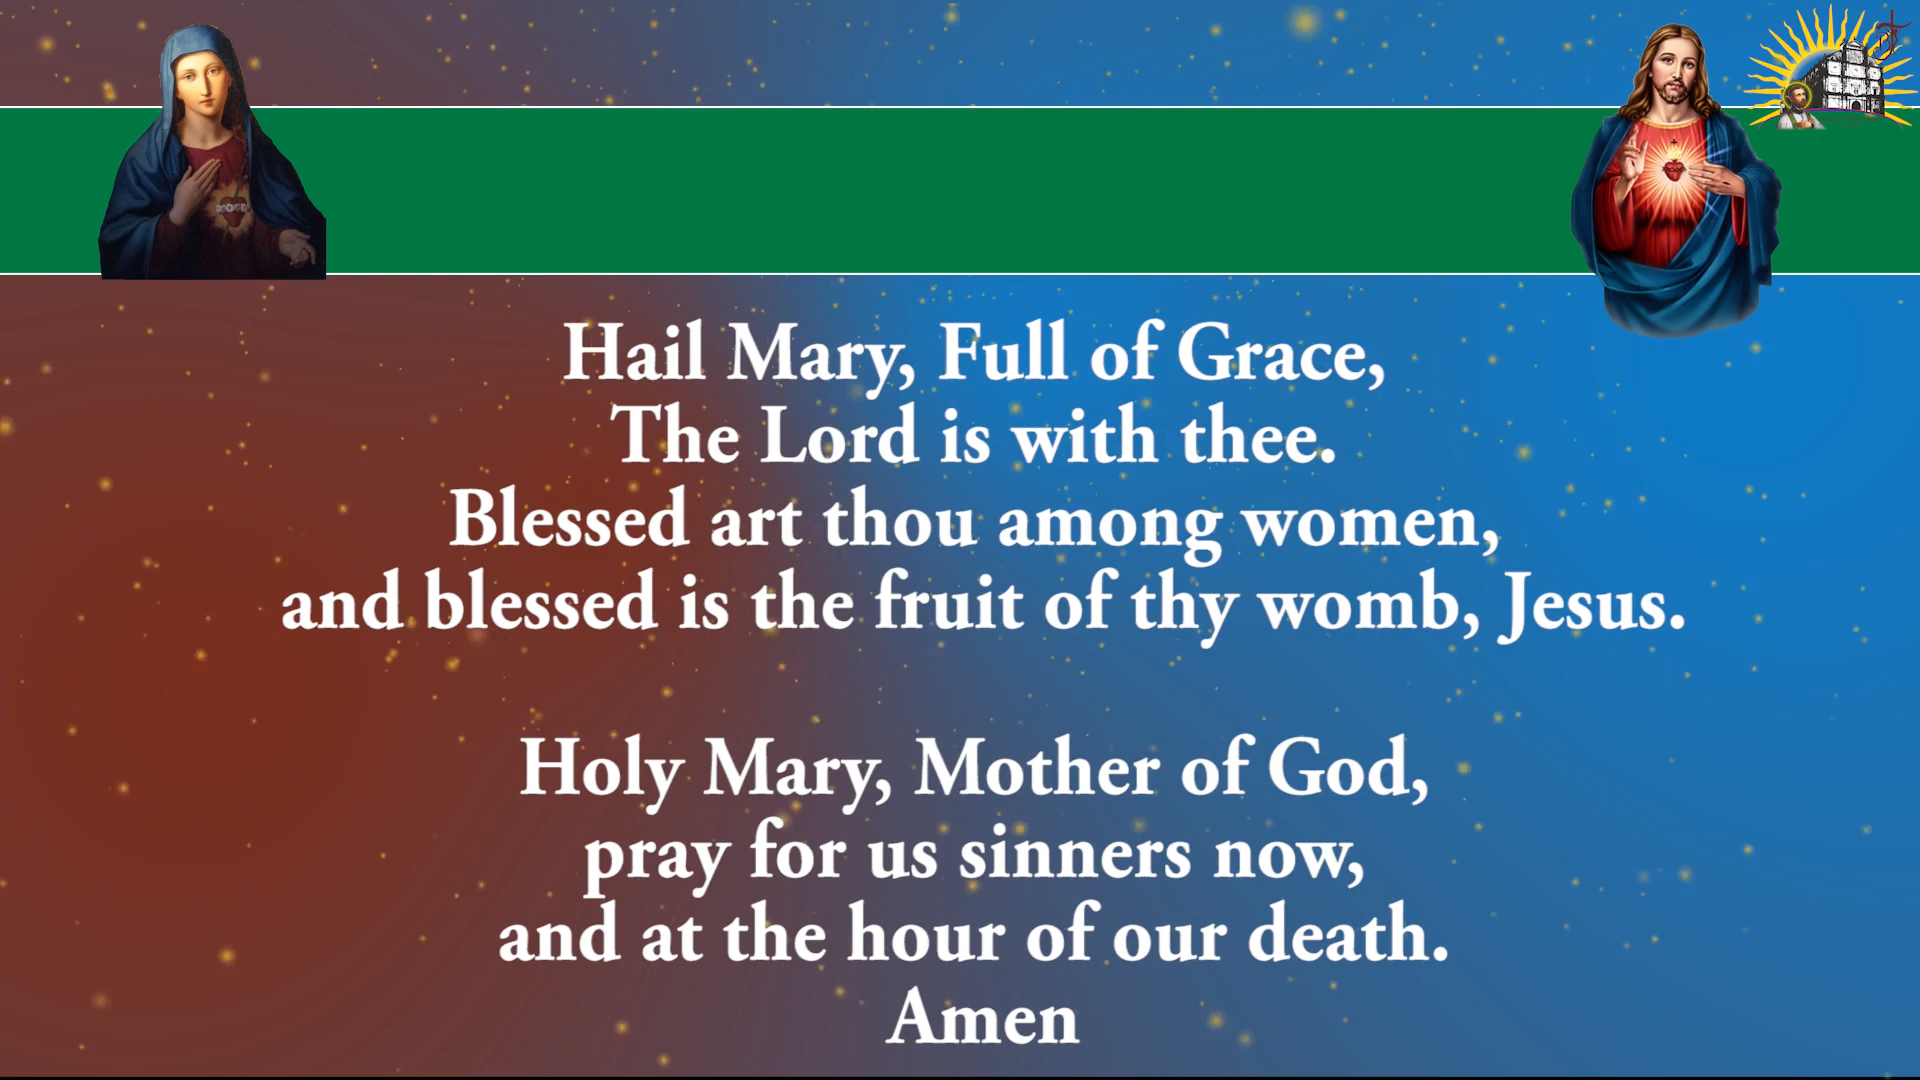 Hail Mary, Full of Grace,
The Lord is with thee.
Blessed art thou among women,
and blessed is the fruit of thy womb, Jesus.
Holy Mary, Mother of God,
pray for us sinners now,
and at the hour of our death.
Amen